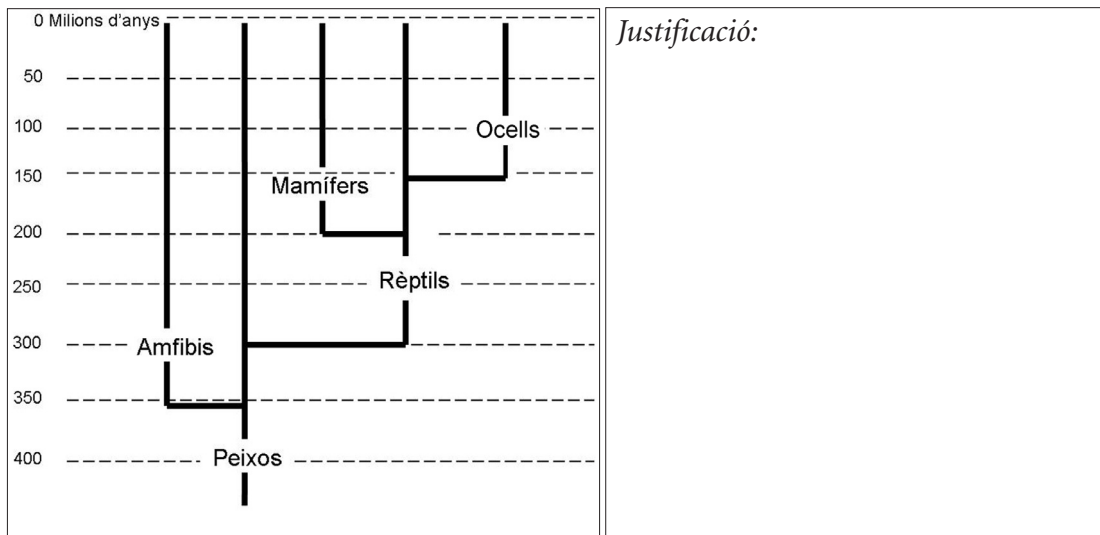 0 Milions d'anys
50
100
Ocells
150
Mamífers
200
Rèptils
250
300
Amfibis
350
400
Peixos
Justificació: